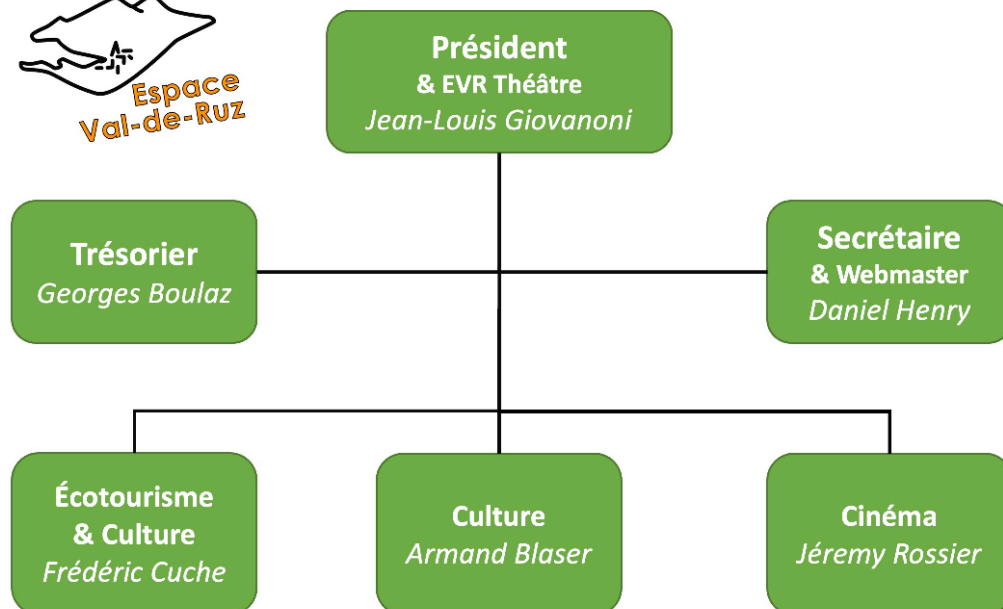 Espace
Val-de-Ruz
Président
& EVR Théâtre
Jean-Louis Giovanoni
Trésorier
Georges Boulaz
Secrétaire
& Webmaster
Daniel Henry
Écotourisme
& Culture
Frédéric Cuche
Culture
Armand Blaser
Cinéma
Jéremy Rossier